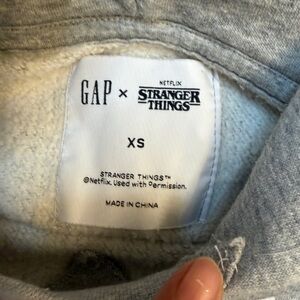 NETFLIX
GAP × STRANGER
THINGS
XS
STRANGER THINGS™
©Netflix. Used with Permission.
MADE IN CHINA